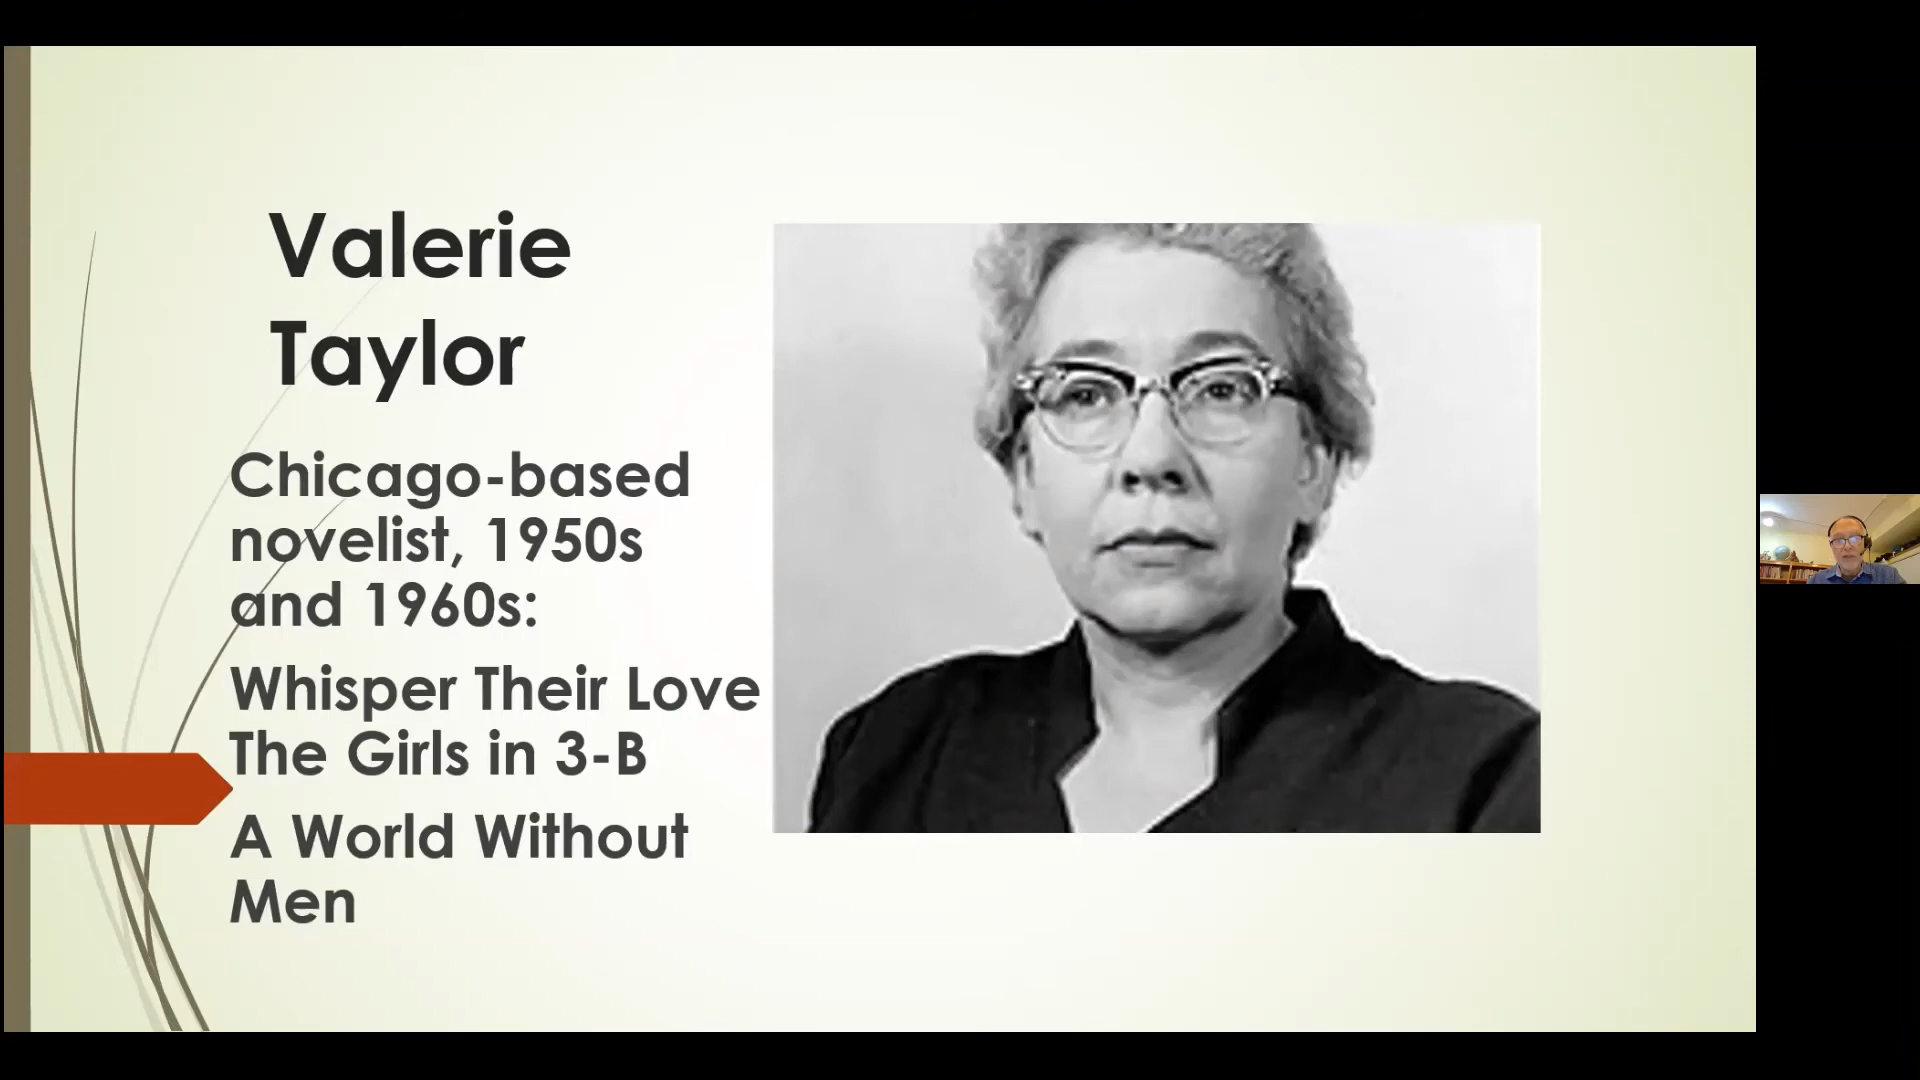 Valerie
Taylor
Chicago-based
novelist, 1950s
and 1960s:
Whisper Their Love
The Girls in 3-B
A World Without
Men